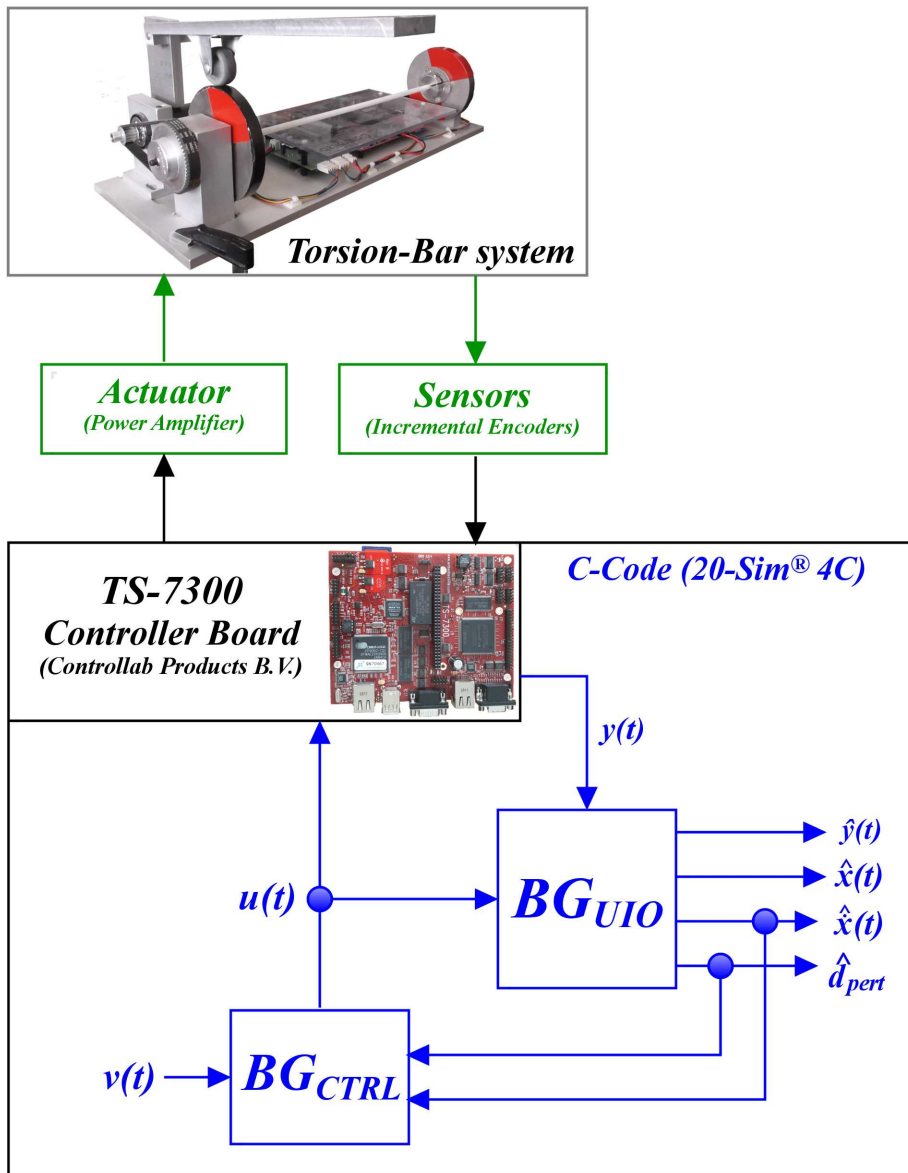 Torsion-Bar system
Actuator
(Power Amplifier)
Sensors
(Incremental Encoders)
TS-7300
Controller Board
(Controllab Products B.V.)
C-Code (20-Sim® 4C)
y(t)
ŷ(t)
x̂(t)
ẋ̂(t)
d̂pert
BGUIO
u(t)
v(t)
BGCTRL